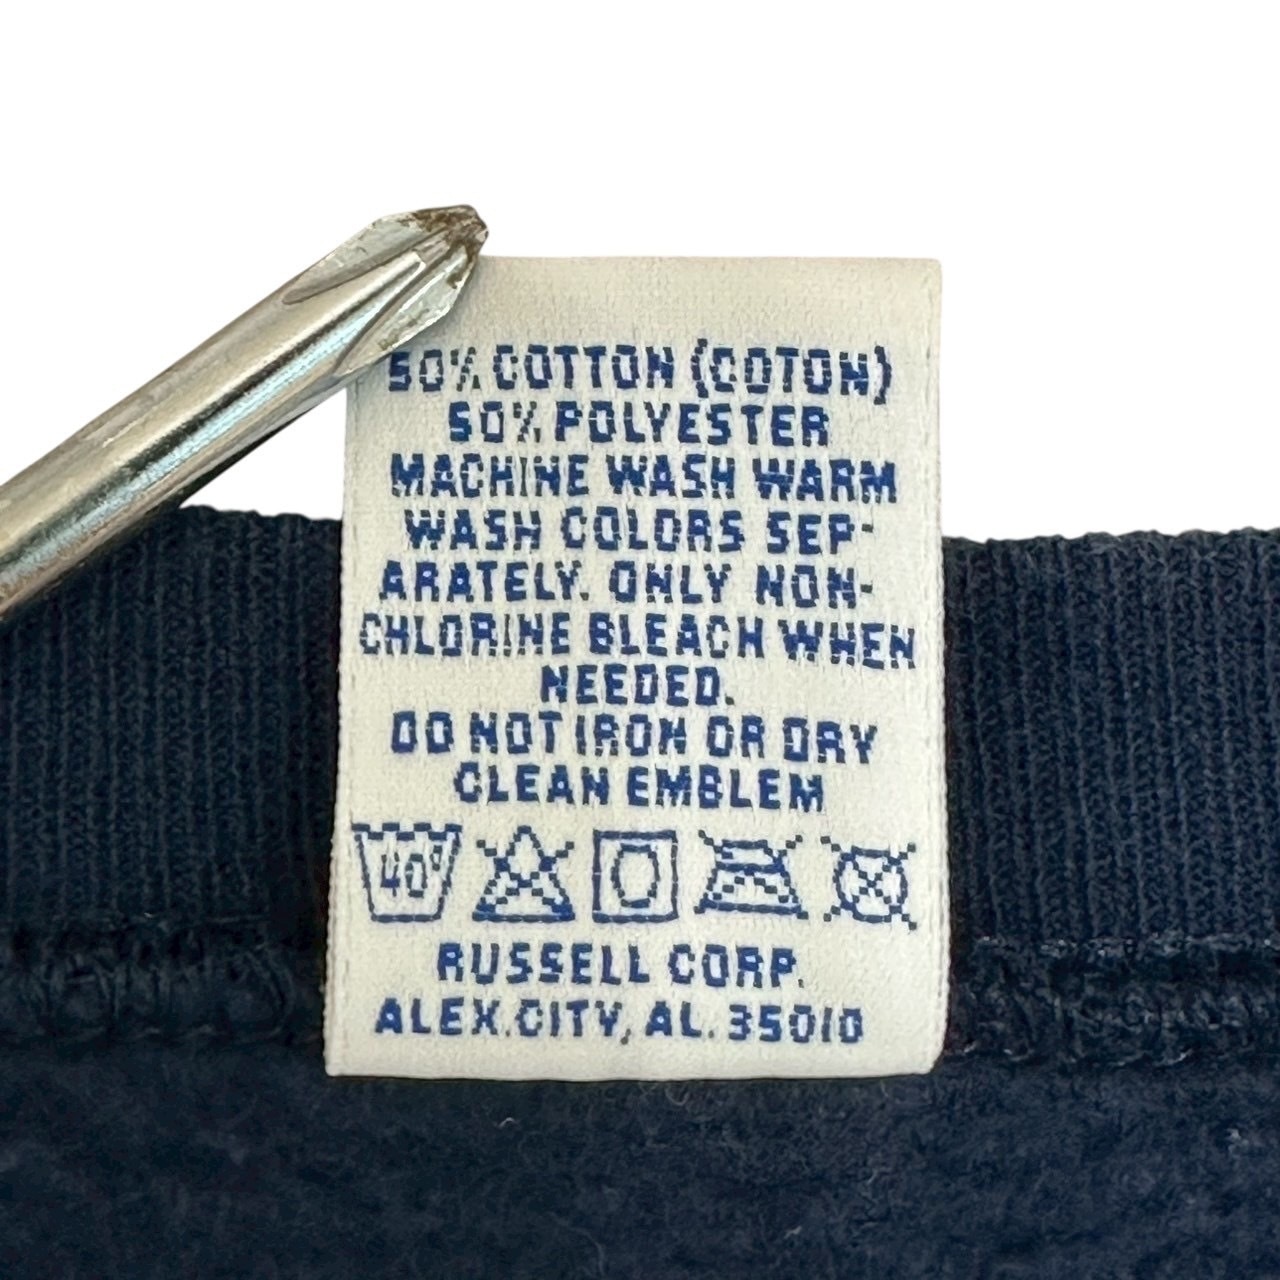 50% COTTON (COTON)
50% POLYESTER
MACHINE WASH WARM
WASH COLORS SEP-
ARATELY. ONLY NON-
CHLORINE BLEACH WHEN
NEEDED.
DO NOT IRON OR DRY
CLEAN EMBLEM
40°
RUSSELL CORP.
ALEX.CITY, AL. 35010